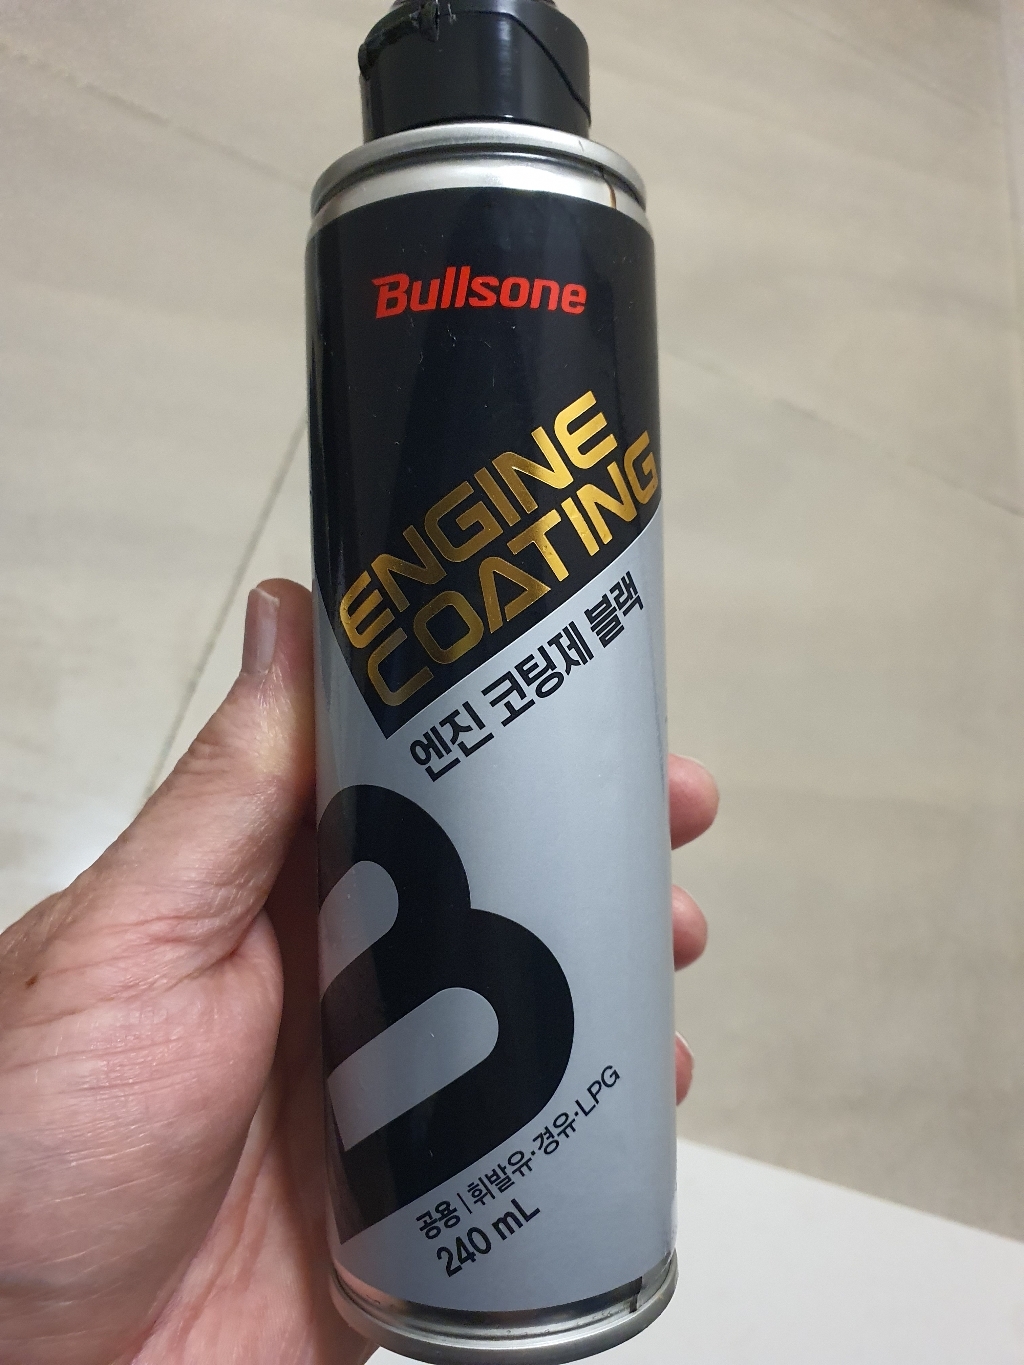 Bullsone
ENGINE
COATING
엔진 코팅제 블랙
B
공용 | 휘발유·경유·LPG
240 mL